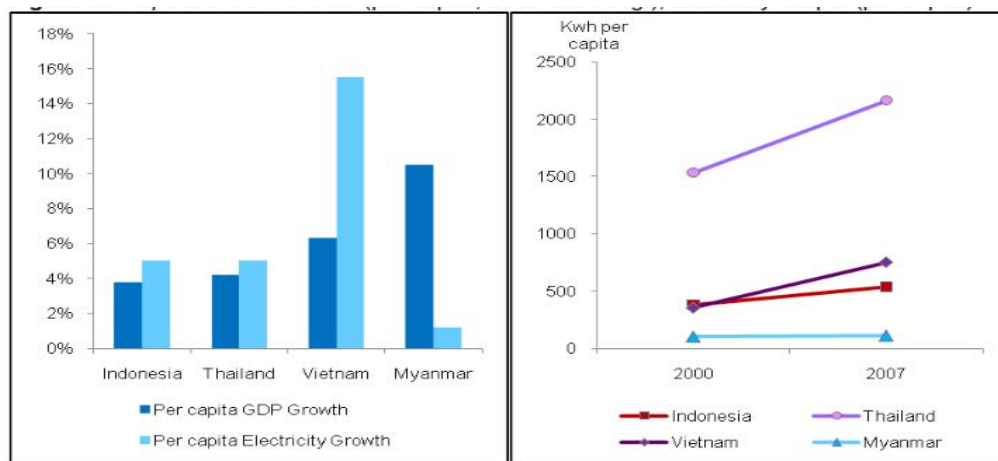 18%
16%
14%
12%
10%
8%
6%
4%
2%
0%
Indonesia Thailand Vietnam Myanmar
Per capita GDP Growth
Per capita Electricity Growth
Kwh per
capita
2500
2000
1500
1000
500
0
2000 2007
Indonesia Thailand
Vietnam Myanmar